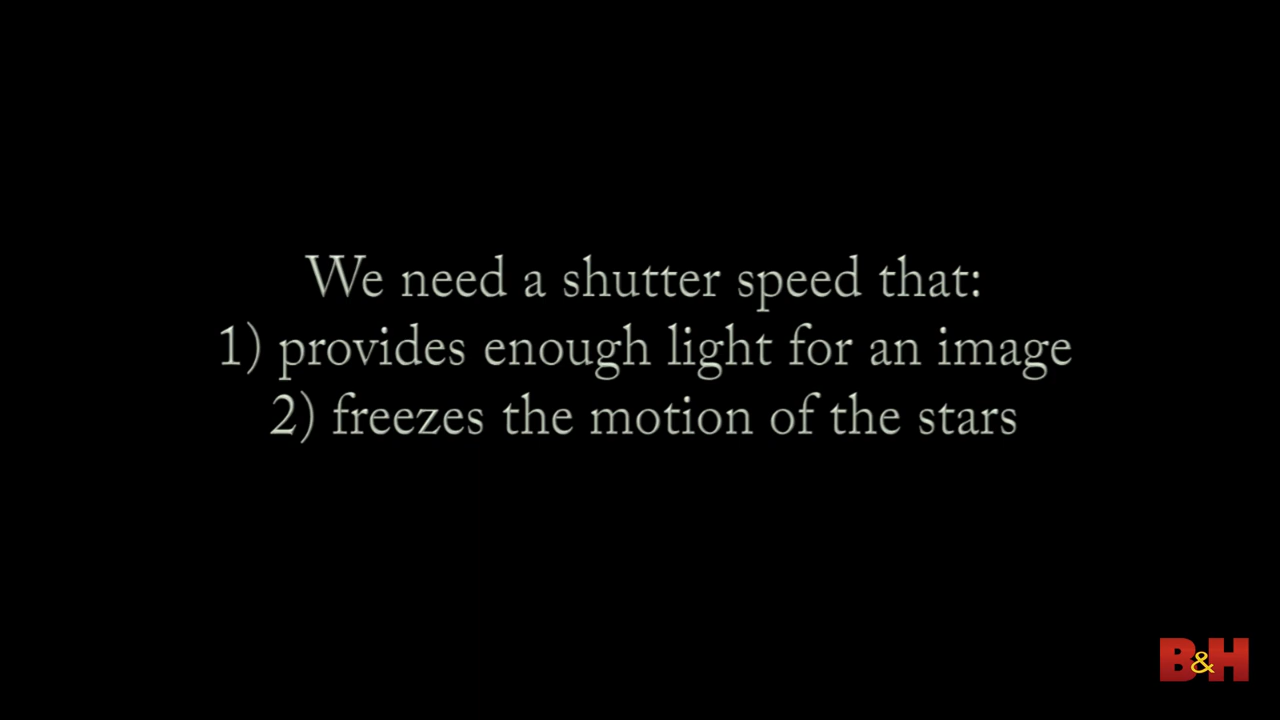 We need a shutter speed that:
1) provides enough light for an image
2) freezes the motion of the stars
B&H